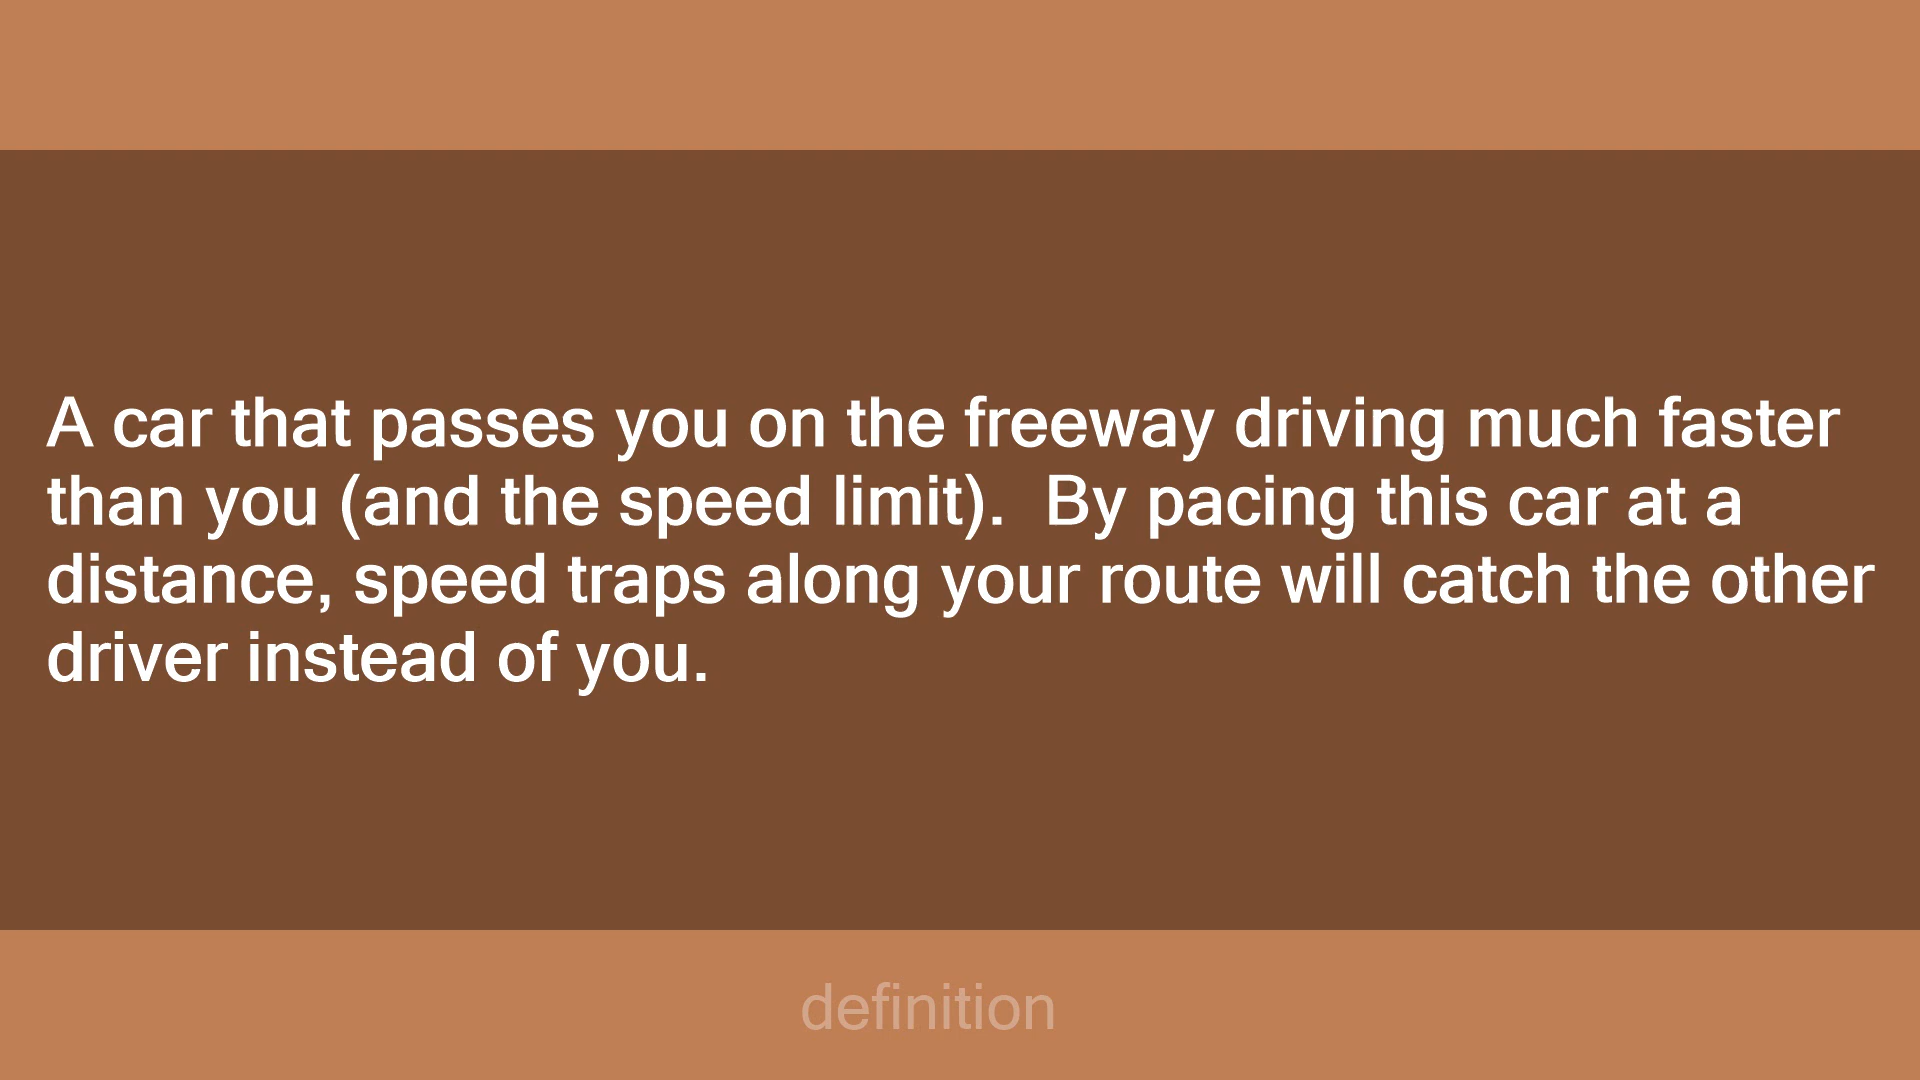 A car that passes you on the freeway driving much faster
than you (and the speed limit).  By pacing this car at a
distance, speed traps along your route will catch the other
driver instead of you.
definition